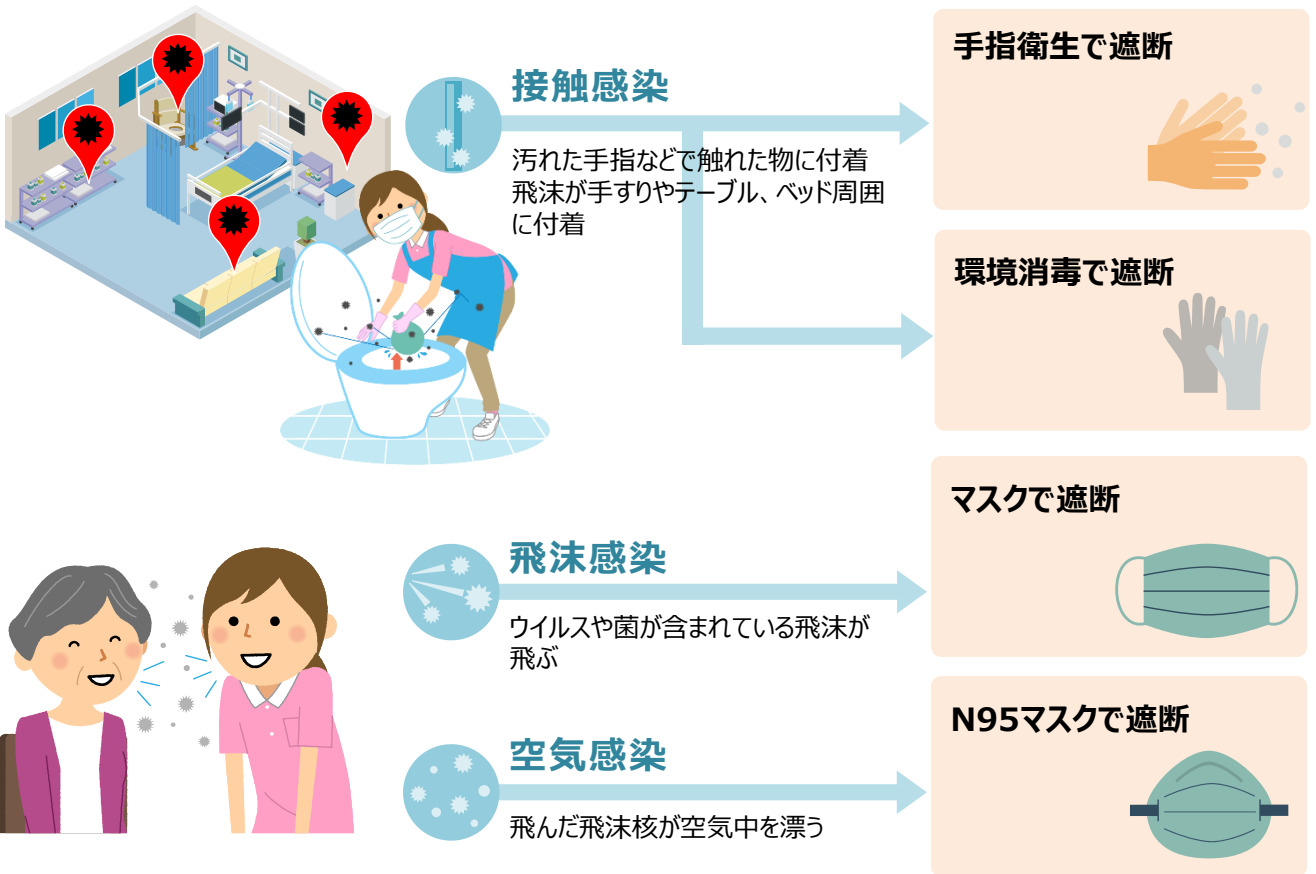 接触感染
汚れた手指などで触れた物に付着
飛沫が手すりやテーブル、ベッド周囲
に付着
手指衛生で遮断
環境消毒で遮断
飛沫感染
ウイルスや菌が含まれている飛沫が
飛ぶ
マスクで遮断
空気感染
飛んだ飛沫核が空気中を漂う
N95マスクで遮断